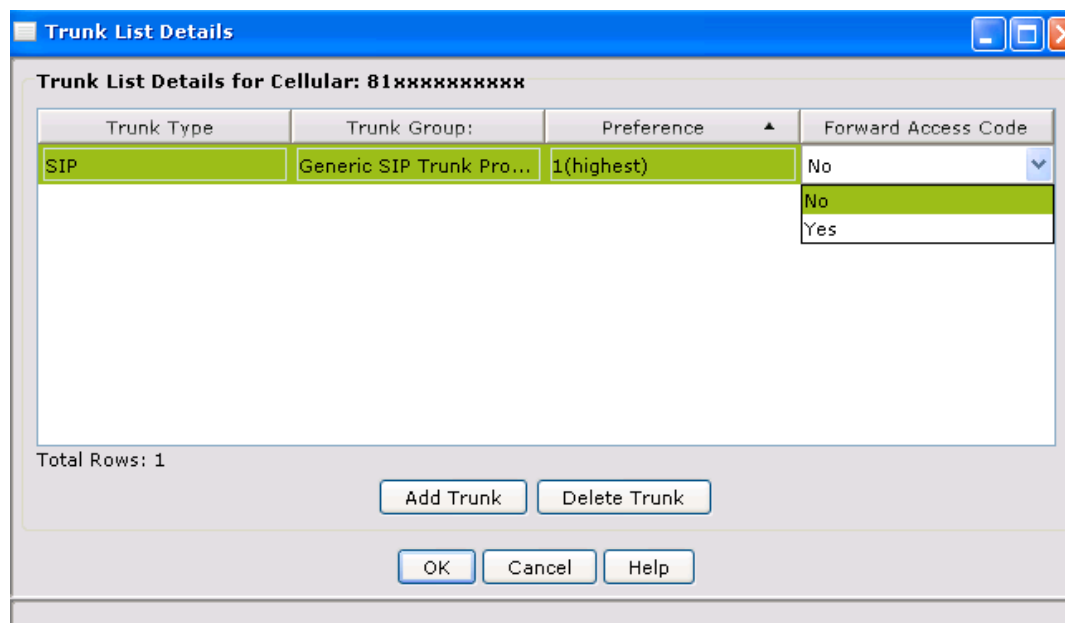 Trunk List Details
Trunk List Details for Cellular: 81xxxxxxxxxx
Trunk Type Trunk Group: Preference Forward Access Code
SIP Generic SIP Trunk Pro... 1(highest) No
No
Yes
Total Rows: 1
Add Trunk Delete Trunk
OK Cancel Help